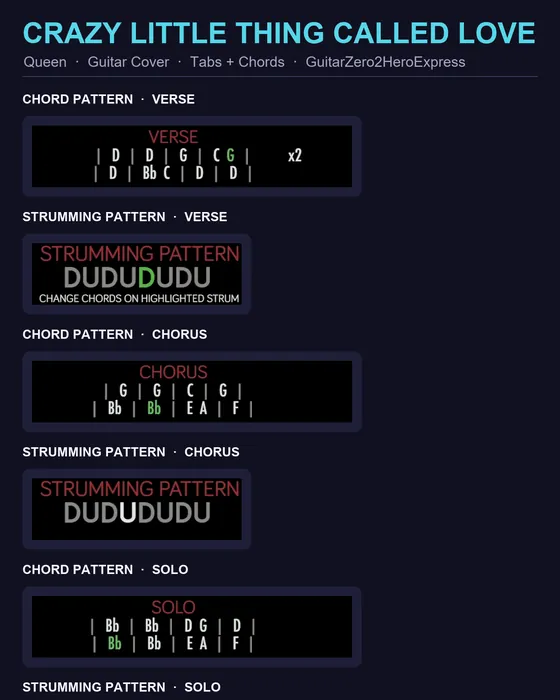 CRAZY LITTLE THING CALLED LOVE
Queen · Guitar Cover · Tabs + Chords · GuitarZero2HeroExpress
CHORD PATTERN · VERSE
VERSE
| D | D | G | C G | x2
| D | Bb C | D | D |
STRUMMING PATTERN · VERSE
STRUMMING PATTERN
DUDUDUDU
CHANGE CHORDS ON HIGHLIGHTED STRUM
CHORD PATTERN · CHORUS
CHORUS
| G | G | C | G |
| Bb | Bb | E A | F |
STRUMMING PATTERN · CHORUS
STRUMMING PATTERN
DUDUDUDU
CHORD PATTERN · SOLO
SOLO
| Bb | Bb | D G | D |
| Bb | Bb | E A | F |
STRUMMING PATTERN · SOLO